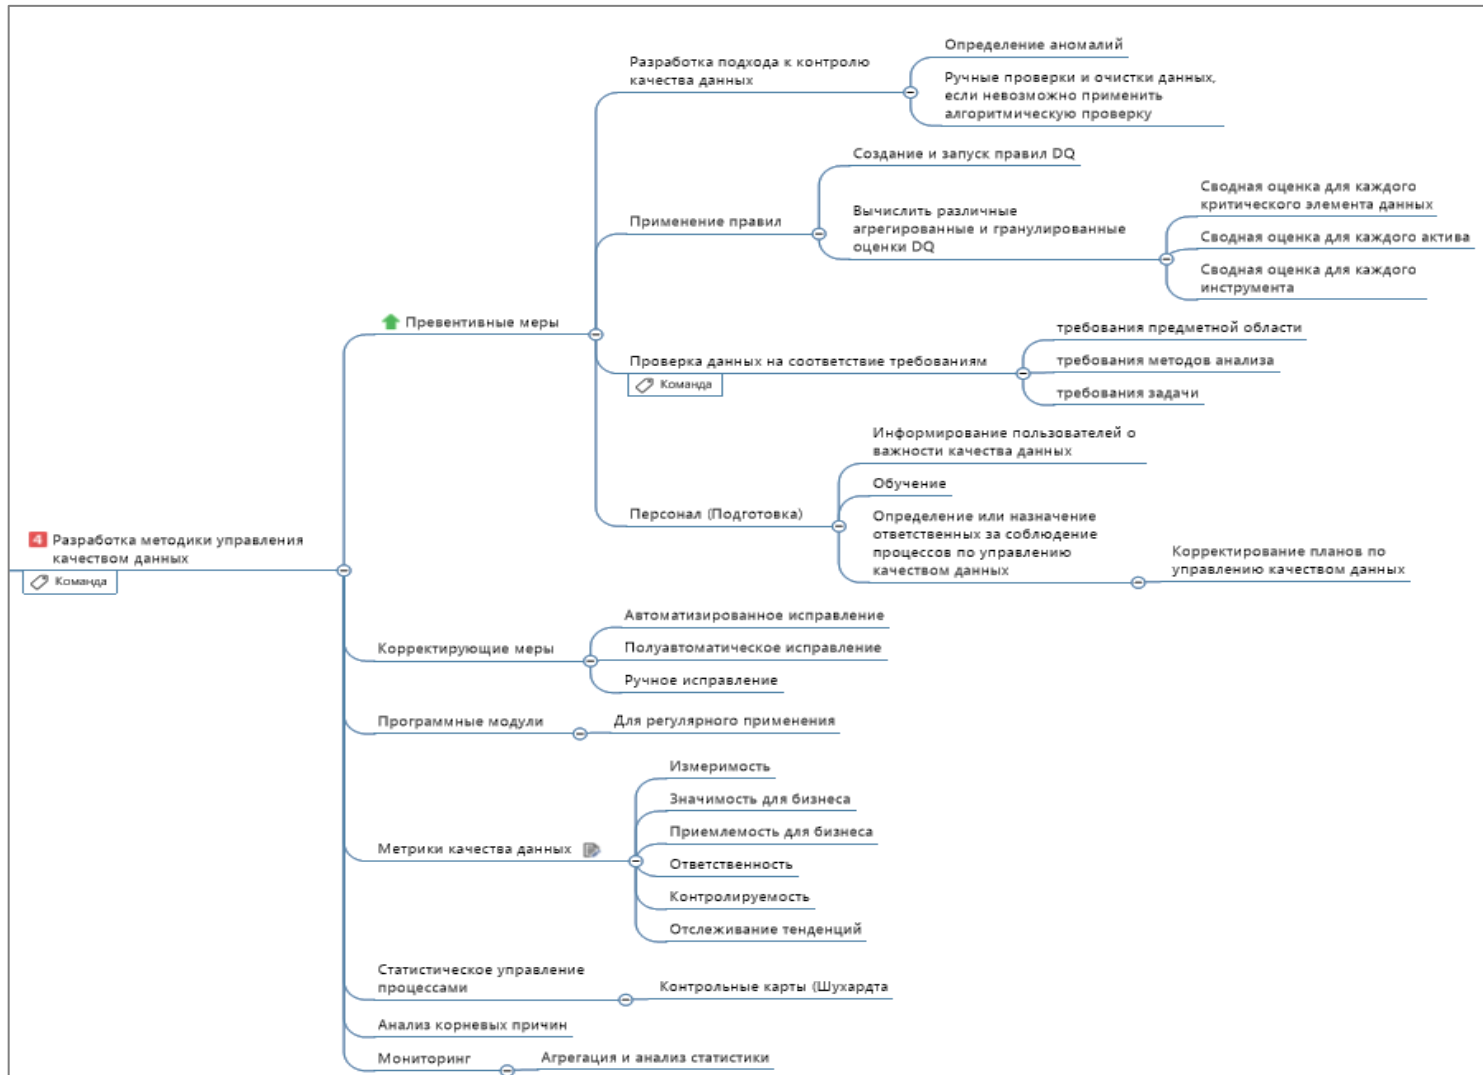 4 Разработка методики управления
качеством данных
Команда
Превентивные меры
Разработка подхода к контролю
качества данных
Определение аномалий
Ручные проверки и очистки данных,
если невозможно применить
алгоритмическую проверку
Применение правил
Создание и запуск правил DQ
Вычислить различные
агрегированные и гранулированные
оценки DQ
Сводная оценка для каждого
критического элемента данных
Сводная оценка для каждого актива
Сводная оценка для каждого
инструмента
Проверка данных на соответствие требованиям
Команда
требования предметной области
требования методов анализа
требования задачи
Персонал (Подготовка)
Информирование пользователей о
важности качества данных
Обучение
Определение или назначение
ответственных за соблюдение
процессов по управлению
качеством данных
Корректирование планов по
управлению качеством данных
Корректирующие меры
Автоматизированное исправление
Полуавтоматическое исправление
Ручное исправление
Программные модули
Для регулярного применения
Метрики качества данных
Измеримость
Значимость для бизнеса
Приемлемость для бизнеса
Ответственность
Контролируемость
Отслеживание тенденций
Статистическое управление
процессами
Контрольные карты (Шухардта
Анализ корневых причин
Мониторинг
Агрегация и анализ статистики